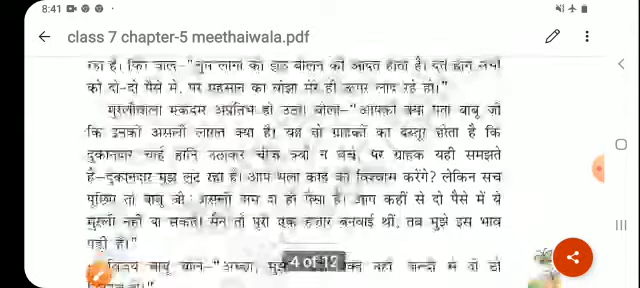 8:41
class 7 chapter-5 meethaiwala.pdf
रहा है। फिर बोले-"तुम लोगों की झूठ बोलने की आदत होती है। देते होगे सभी
को दो-दो पैसे में, पर एहसान का बोझा मेरे ही ऊपर लाद रहे हो।"
मुरलीवाला एकदम अप्रतिभ हो उठा। बोला-"आपको क्या पता बाबू जी
कि इनकी असली लागत क्या है! यह तो ग्राहकों का दस्तूर होता है कि
दुकानदार चाहे हानि उठाकर चीज़ क्यों न बेचे, पर ग्राहक यही समझते
हैं-दुकानदार मुझे लूट रहा है। आप भला काहे को विश्वास करेंगे? लेकिन सच
पूछिए तो बाबू जी, असली दाम दो ही पैसा है। आप कहीं से दो पैसे में ये
मुरली नहीं पा सकते। मैंने तो पूरी एक हज़ार बनवाई थीं, तब मुझे इस भाव
पड़ी हैं।"
विजय बाबू बोले-"अच्छा, मुझे वक्त नहीं, जल्दी से दो ठो
4 of 12